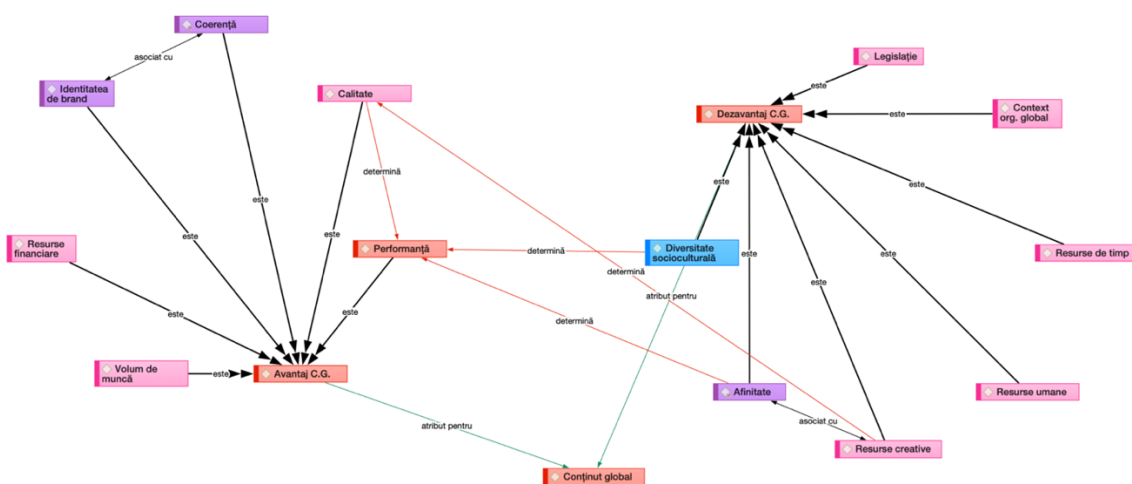 Coerență
asociat cu
Identitatea
de brand
Calitate
Legislație
este
Dezavantaj C.G.
este
Context
org. global
determină
este
este
este
este
este
Resurse
financiare
Performanță
determină
Diversitate
socioculturală
este
Resurse de timp
determină
este
atribut pentru
este
este
este
determină
Volum de
muncă
este
Avantaj C.G.
Afinitate
Resurse umane
asociat cu
atribut pentru
Resurse creative
Conținut global